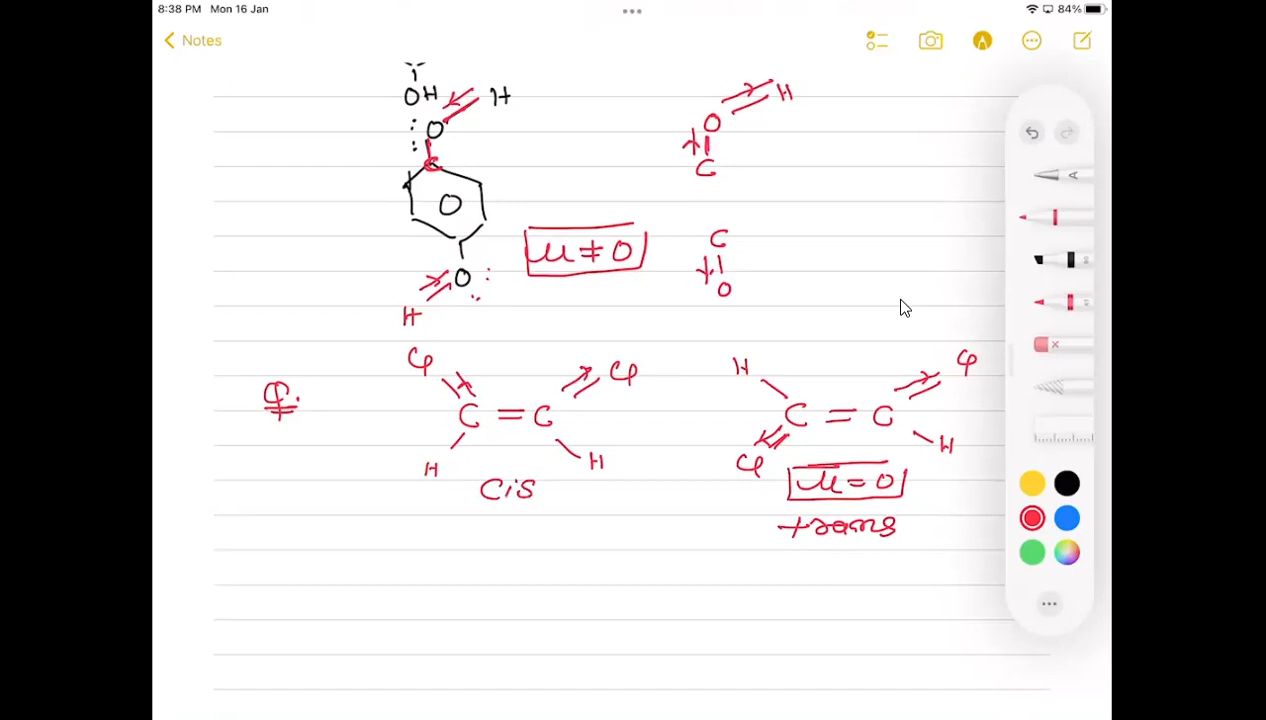 8:38 PM Mon 16 Jan
84%
Notes
OH H
O
O
O
H
O H
C
μ ≠ 0
C
O
Q.
Cl Cl
C = C
H H
Cis
H Cl
C = C
Cl H
μ = 0
trans